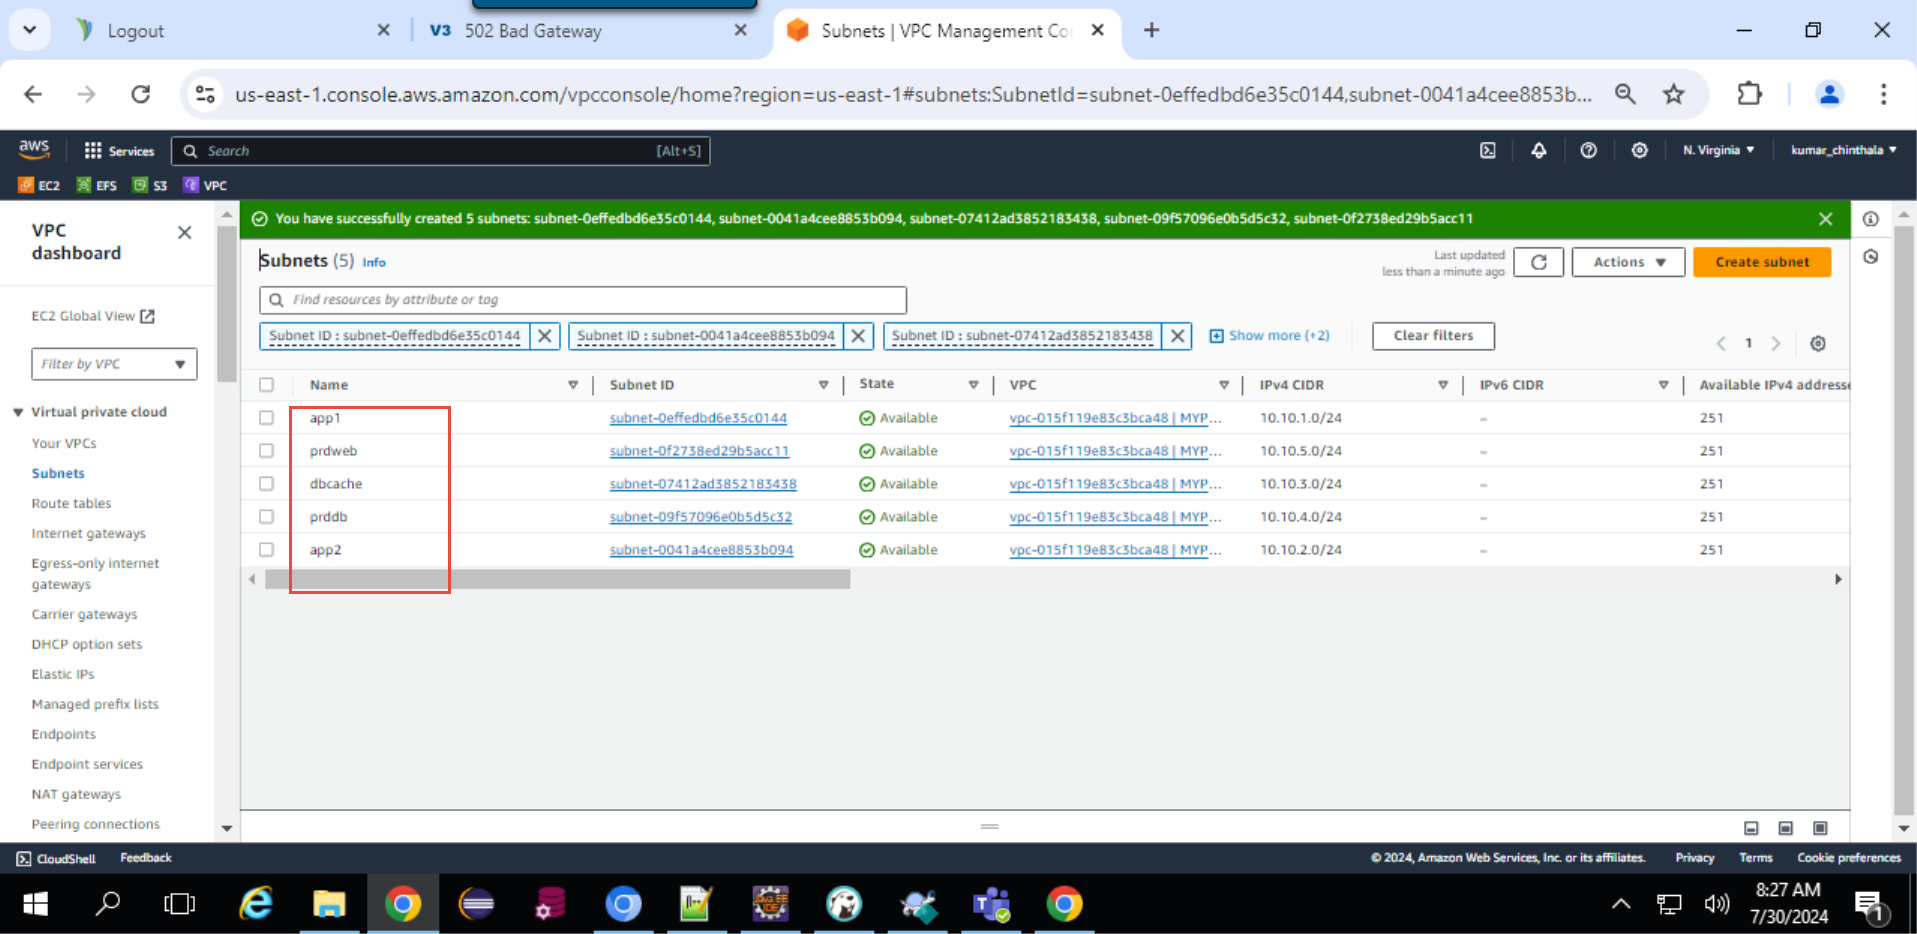 Logout
V3 502 Bad Gateway
Subnets | VPC Management Co
us-east-1.console.aws.amazon.com/vpcconsole/home?region=us-east-1#subnets:SubnetId=subnet-0effedbd6e35c0144,subnet-0041a4cee8853b...
aws
Services
Search
[Alt+S]
N. Virginia
kumar_chinthala
EC2 EFS S3 VPC
VPC dashboard
EC2 Global View
Filter by VPC
Virtual private cloud
Your VPCs
Subnets
Route tables
Internet gateways
Egress-only internet gateways
Carrier gateways
DHCP option sets
Elastic IPs
Managed prefix lists
Endpoints
Endpoint services
NAT gateways
Peering connections
You have successfully created 5 subnets: subnet-0effedbd6e35c0144, subnet-0041a4cee8853b094, subnet-07412ad3852183438, subnet-09f57096e0b5d5c32, subnet-0f2738ed29b5acc11
Subnets (5) Info
Last updated
less than a minute ago
Actions
Create subnet
Find resources by attribute or tag
Subnet ID : subnet-0effedbd6e35c0144
Subnet ID : subnet-0041a4cee8853b094
Subnet ID : subnet-07412ad3852183438
Show more (+2)
Clear filters
1
Name Subnet ID State VPC IPv4 CIDR IPv6 CIDR Available IPv4 addresse
app1 subnet-0effedbd6e35c0144 Available vpc-015f119e83c3bca48 | MYP... 10.10.1.0/24 – 251
prdweb subnet-0f2738ed29b5acc11 Available vpc-015f119e83c3bca48 | MYP... 10.10.5.0/24 – 251
dbcache subnet-07412ad3852183438 Available vpc-015f119e83c3bca48 | MYP... 10.10.3.0/24 – 251
prddb subnet-09f57096e0b5d5c32 Available vpc-015f119e83c3bca48 | MYP... 10.10.4.0/24 – 251
app2 subnet-0041a4cee8853b094 Available vpc-015f119e83c3bca48 | MYP... 10.10.2.0/24 – 251
CloudShell Feedback
© 2024, Amazon Web Services, Inc. or its affiliates. Privacy Terms Cookie preferences
8:27 AM
7/30/2024
1